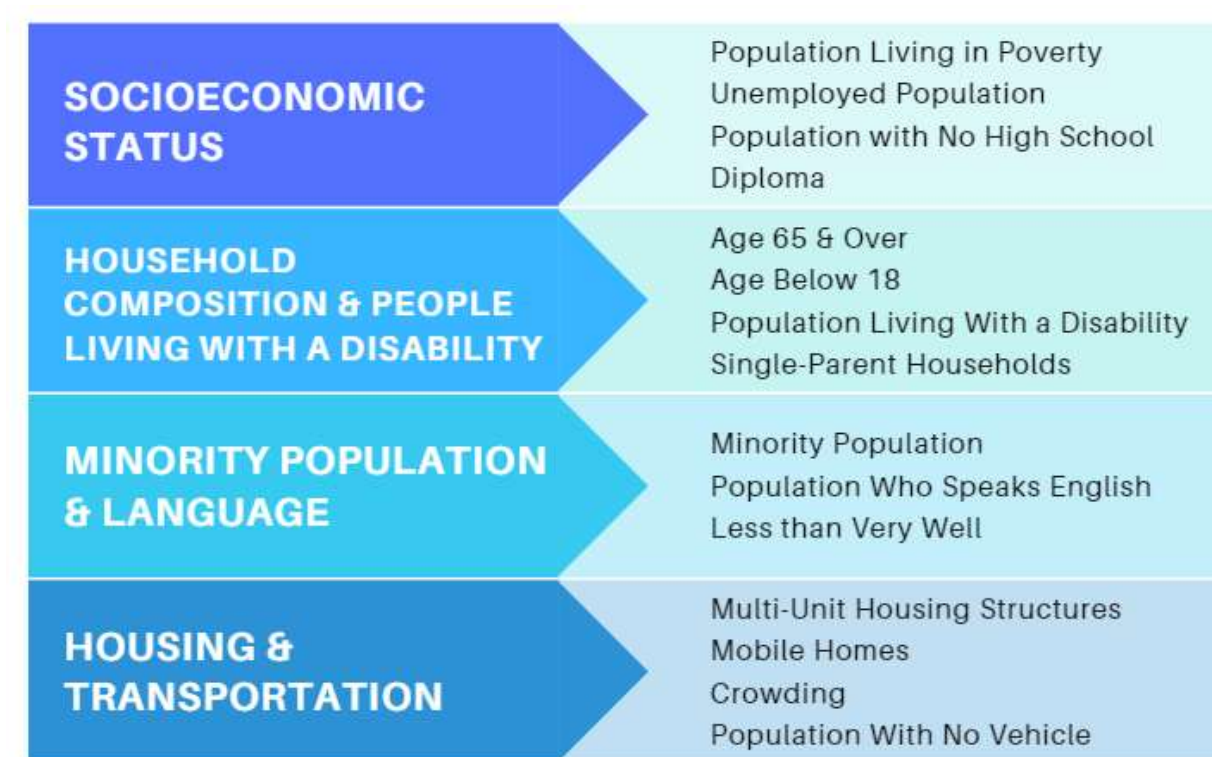 SOCIOECONOMIC
STATUS
Population Living in Poverty
Unemployed Population
Population with No High School
Diploma
HOUSEHOLD
COMPOSITION & PEOPLE
LIVING WITH A DISABILITY
Age 65 & Over
Age Below 18
Population Living With a Disability
Single-Parent Households
MINORITY POPULATION
& LANGUAGE
Minority Population
Population Who Speaks English
Less than Very Well
HOUSING &
TRANSPORTATION
Multi-Unit Housing Structures
Mobile Homes
Crowding
Population With No Vehicle